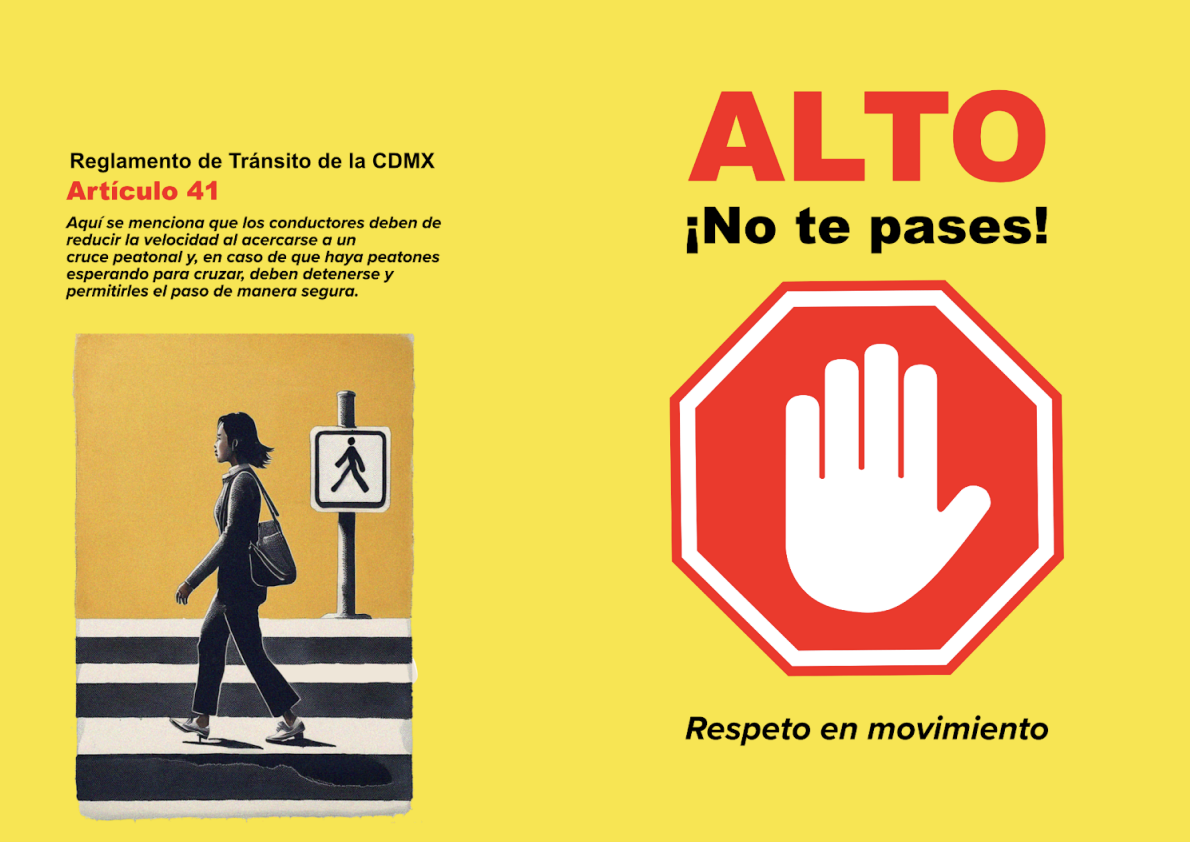 Reglamento de Tránsito de la CDMX
Artículo 41
Aquí se menciona que los conductores deben de
reducir la velocidad al acercarse a un
cruce peatonal y, en caso de que haya peatones
esperando para cruzar, deben detenerse y
permitirles el paso de manera segura.
ALTO
¡No te pases!
Respeto en movimiento